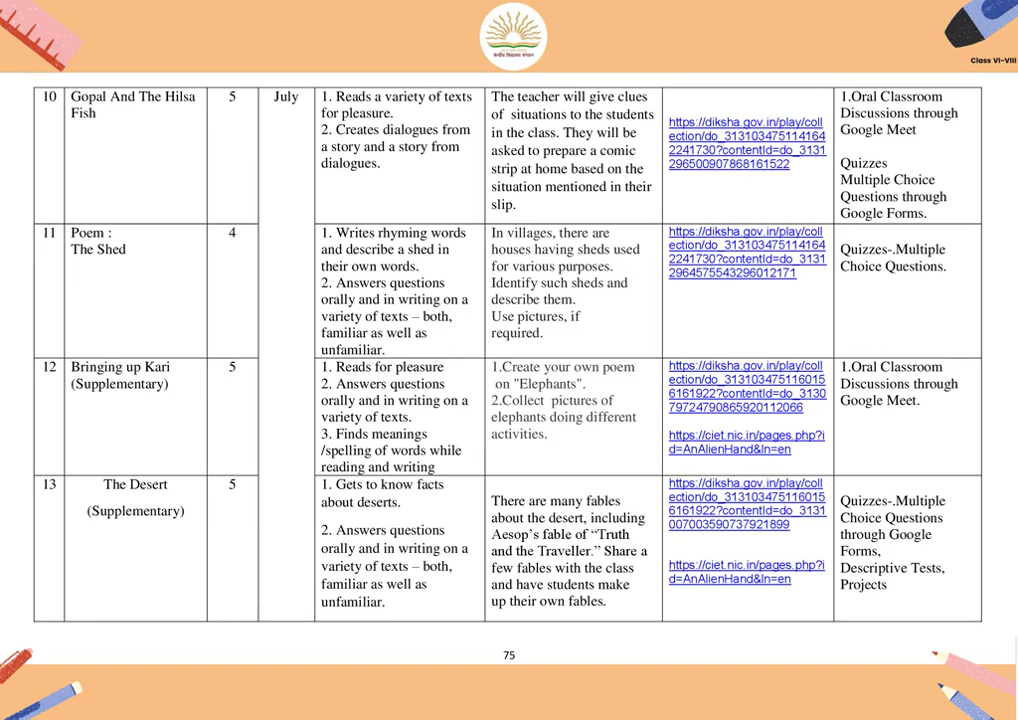 केन्द्रीय विद्यालय संगठन
Class VI-VIII
10
Gopal And The Hilsa
Fish
5
July
1. Reads a variety of texts
for pleasure.
2. Creates dialogues from
a story and a story from
dialogues.
The teacher will give clues
of situations to the students
in the class. They will be
asked to prepare a comic
strip at home based on the
situation mentioned in their
slip.
https://diksha.gov.in/play/coll
ection/do_313103475114164
2241730?contentId=do_3131
296500907868161522
1.Oral Classroom
Discussions through
Google Meet
Quizzes
Multiple Choice
Questions through
Google Forms.
11
Poem :
The Shed
4
1. Writes rhyming words
and describe a shed in
their own words.
2. Answers questions
orally and in writing on a
variety of texts – both,
familiar as well as
unfamiliar.
In villages, there are
houses having sheds used
for various purposes.
Identify such sheds and
describe them.
Use pictures, if
required.
https://diksha.gov.in/play/coll
ection/do_313103475114164
2241730?contentId=do_3131
2964575543296012171
Quizzes-.Multiple
Choice Questions.
12
Bringing up Kari
(Supplementary)
5
1. Reads for pleasure
2. Answers questions
orally and in writing on a
variety of texts.
3. Finds meanings
/spelling of words while
reading and writing
1.Create your own poem
on "Elephants".
2.Collect pictures of
elephants doing different
activities.
https://diksha.gov.in/play/coll
ection/do_313103475116015
6161922?contentId=do_3130
7972479086592011​2066
https://ciet.nic.in/pages.php?i
d=AnAlienHand&ln=en
1.Oral Classroom
Discussions through
Google Meet.
13
The Desert
(Supplementary)
5
1. Gets to know facts
about deserts.
2. Answers questions
orally and in writing on a
variety of texts – both,
familiar as well as
unfamiliar.
There are many fables
about the desert, including
Aesop's fable of “Truth
and the Traveller.” Share a
few fables with the class
and have students make
up their own fables.
https://diksha.gov.in/play/coll
ection/do_313103475116015
6161922?contentId=do_3131
007003590737921899
https://ciet.nic.in/pages.php?i
d=AnAlienHand&ln=en
Quizzes-.Multiple
Choice Questions
through Google
Forms,
Descriptive Tests,
Projects
75